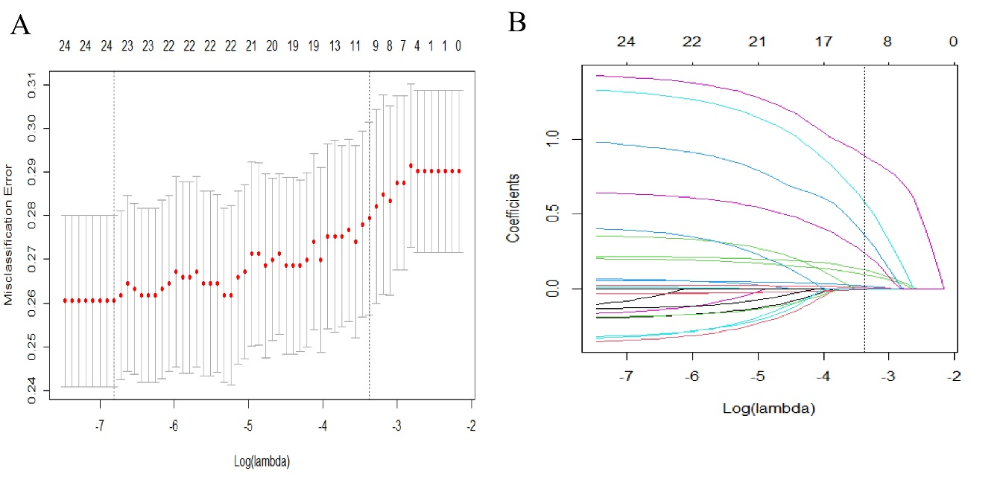 A
24 24 24 23 23 22 22 22 22 21 20 19 19 13 11 9 8 7 4 1 1 0
0.31
0.30
0.29
0.28
0.27
0.26
0.25
0.24
Misclassification Error
-7 -6 -5 -4 -3 -2
Log(lambda)
B
24 22 21 17 8 0
1.0
0.5
0.0
Coefficients
-7 -6 -5 -4 -3 -2
Log(lambda)